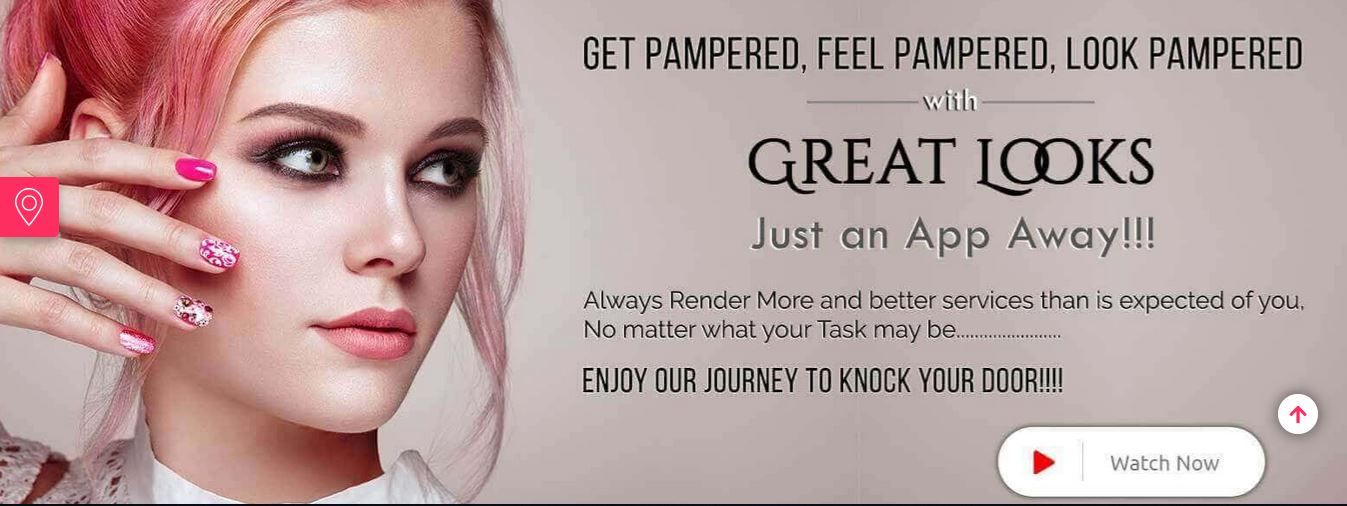 GET PAMPERED, FEEL PAMPERED, LOOK PAMPERED
with
GREAT LOOKS
Just an App Away!!!
Always Render More and better services than is expected of you,
No matter what your Task may be.......................
ENJOY OUR JOURNEY TO KNOCK YOUR DOOR!!!!
Watch Now